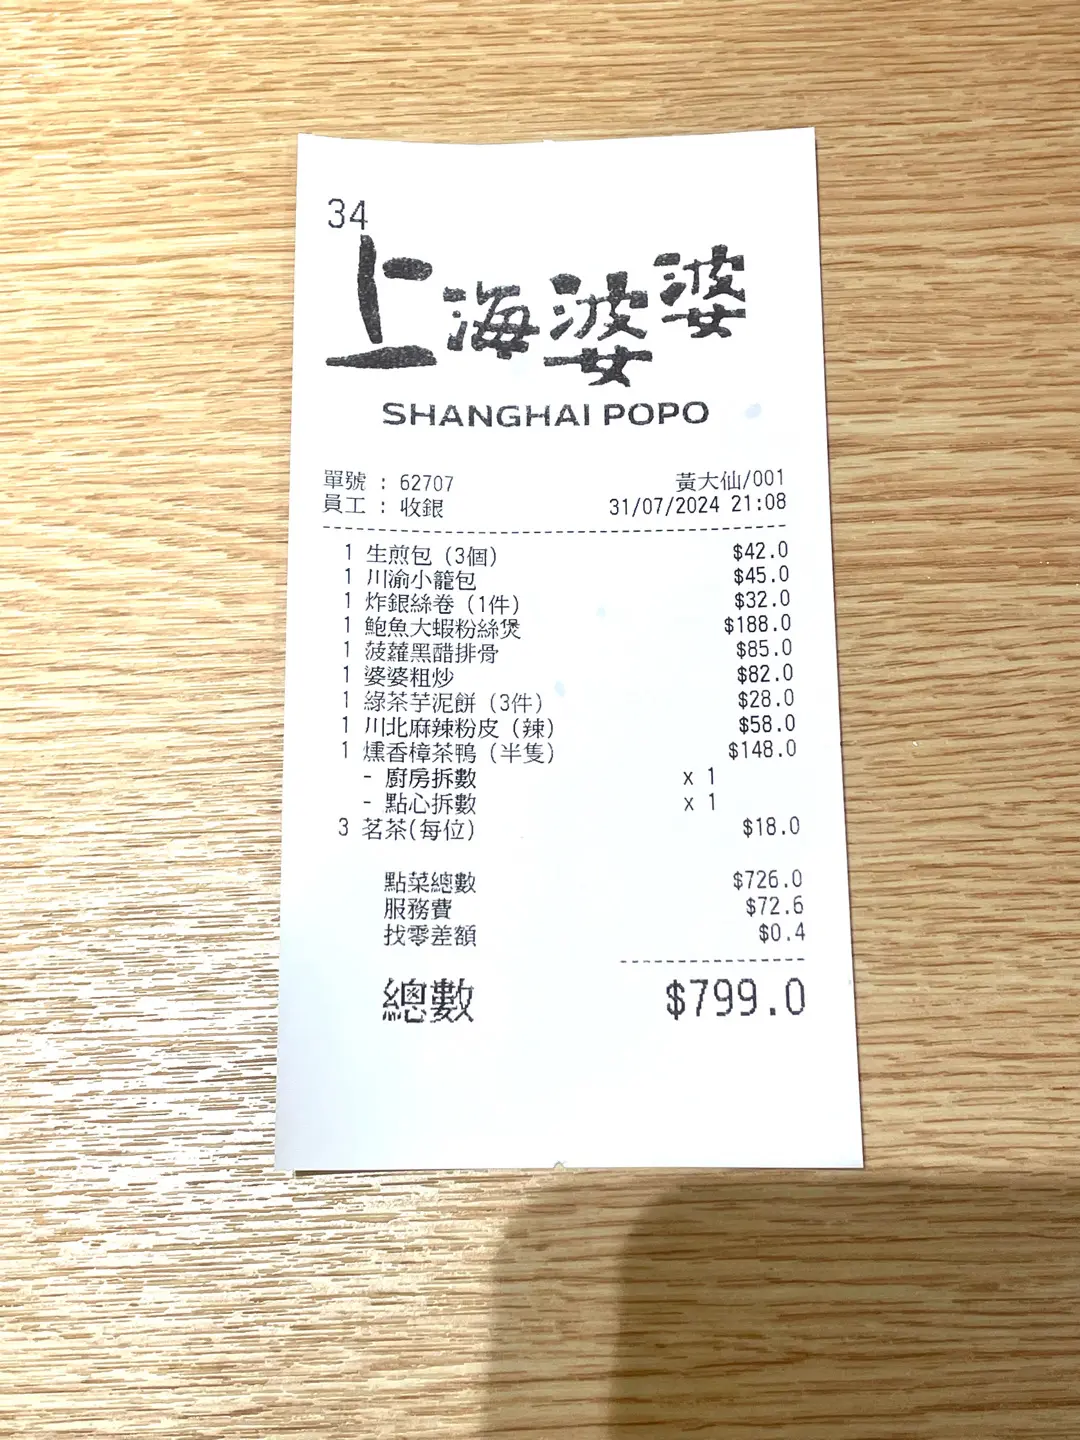 34
上海婆婆
SHANGHAI POPO
單號 : 62707 黃大仙/001
員工 : 收銀 31/07/2024 21:08
1 生煎包 (3個) $42.0
1 川渝小籠包 $45.0
1 炸銀絲卷 (1件) $32.0
1 鮑魚大蝦粉絲煲 $188.0
1 菠蘿黑醋排骨 $85.0
1 婆婆粗炒 $82.0
1 綠茶芋泥餅 (3件) $28.0
1 川北麻辣粉皮 (辣) $58.0
1 燻香樟茶鴨 (半隻) $148.0
- 廚房拆數 x 1
- 點心拆數 x 1
3 茗茶(每位) $18.0
點菜總數 $726.0
服務費 $72.6
找零差額 $0.4
總數 $799.0